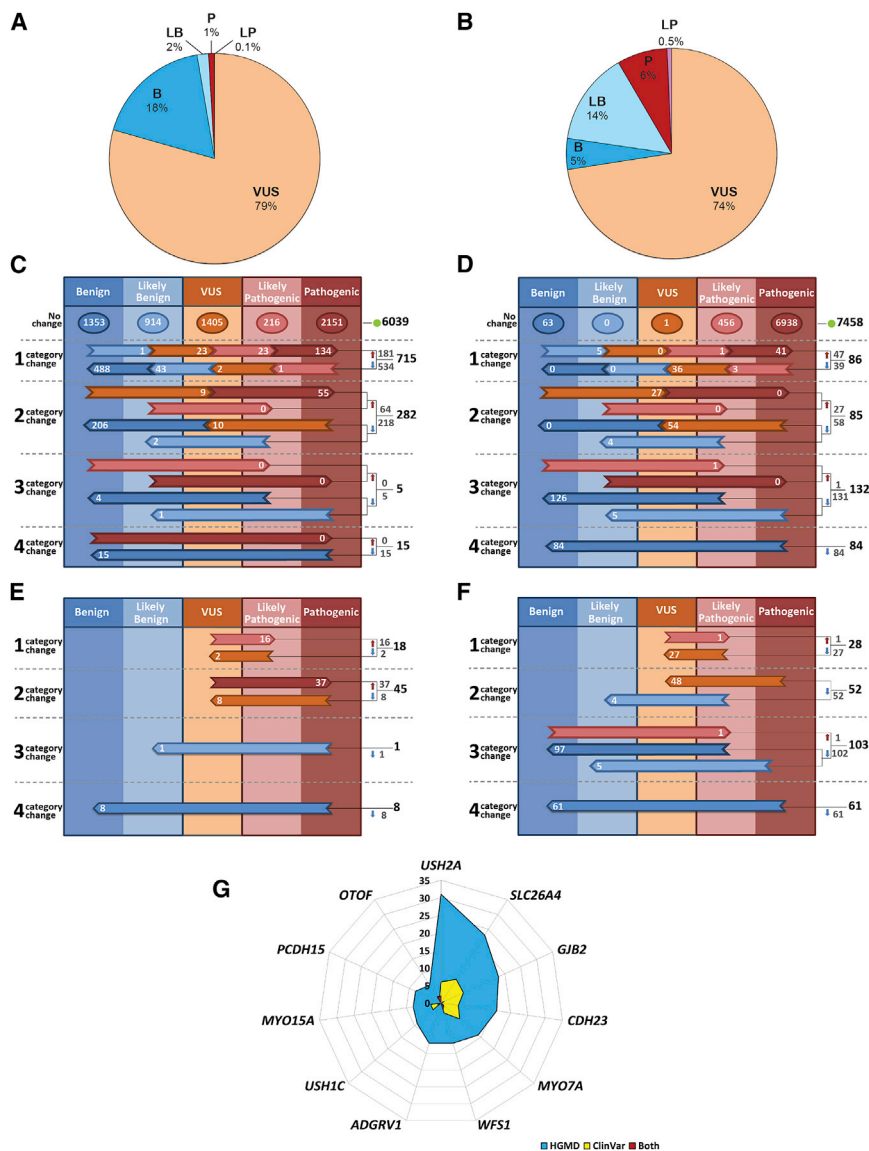 A
P
1%
LB
2%
LP
0.1%
B
18%
VUS
79%
B
LP
0.5%
P
6%
LB
14%
B
5%
VUS
74%
C
Benign
Likely
Benign
VUS
Likely
Pathogenic
Pathogenic
No
change
1353
914
1405
216
2151
6039
1 category
change
1
23
23
134
488
43
2
1
181
534
715
2 category
change
9
55
0
206
10
2
64
218
282
3 category
change
0
0
4
1
0
5
5
4 category
change
0
15
0
15
15
D
Benign
Likely
Benign
VUS
Likely
Pathogenic
Pathogenic
No
change
63
0
1
456
6938
7458
1 category
change
5
0
1
41
0
0
36
3
47
39
86
2 category
change
27
0
0
0
54
4
27
58
85
3 category
change
1
0
126
5
1
131
132
4 category
change
84
84
84
E
Benign
Likely
Benign
VUS
Likely
Pathogenic
Pathogenic
1 category
change
16
2
16
2
18
2 category
change
37
8
37
8
45
3 category
change
1
1
1
4 category
change
8
8
8
F
Benign
Likely
Benign
VUS
Likely
Pathogenic
Pathogenic
1 category
change
1
27
1
27
28
2 category
change
48
4
52
52
3 category
change
1
97
5
1
102
103
4 category
change
61
61
61
G
USH2A
SLC26A4
GJB2
CDH23
MYO7A
WFS1
ADGRV1
USH1C
MYO15A
PCDH15
OTOF
35
30
25
20
15
10
5
0
HGMD ClinVar Both